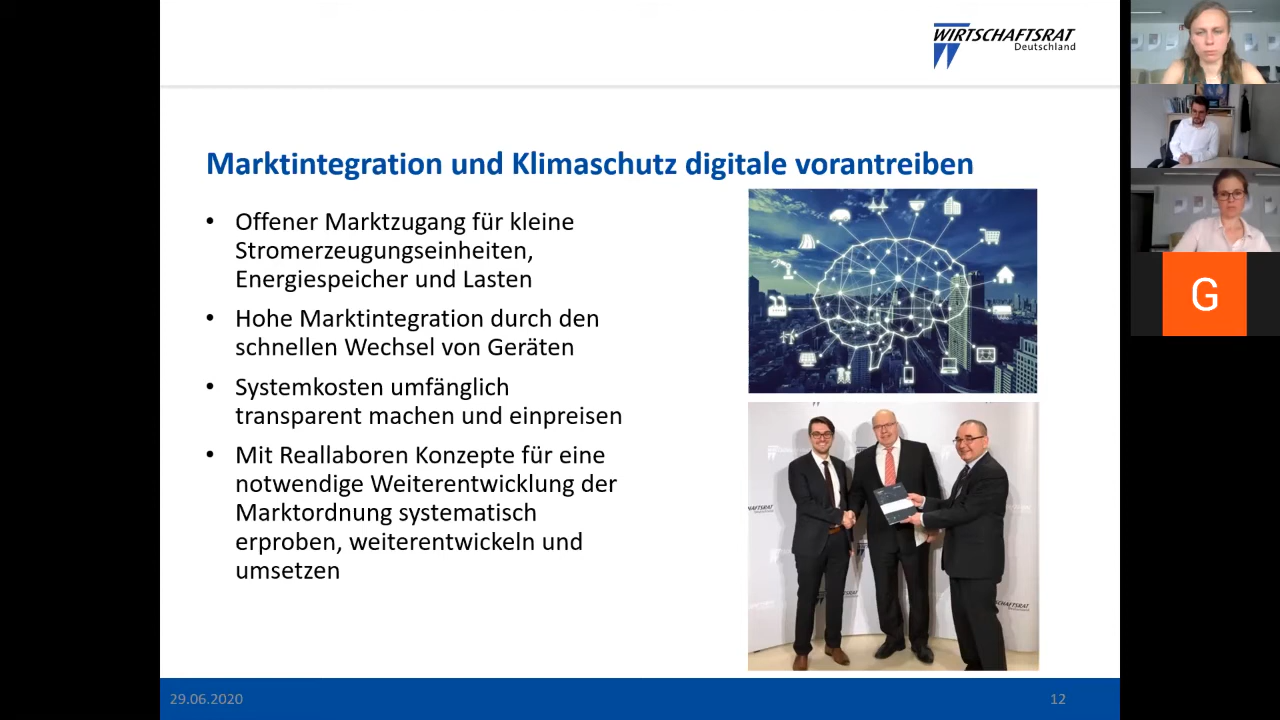 WIRTSCHAFTSRAT
Deutschland
Marktintegration und Klimaschutz digitale vorantreiben
• Offener Marktzugang für kleine
Stromerzeugungseinheiten,
Energiespeicher und Lasten
• Hohe Marktintegration durch den
schnellen Wechsel von Geräten
• Systemkosten umfänglich
transparent machen und einpreisen
• Mit Reallaboren Konzepte für eine
notwendige Weiterentwicklung der
Marktordnung systematisch
erproben, weiterentwickeln und
umsetzen
G
29.06.2020
12